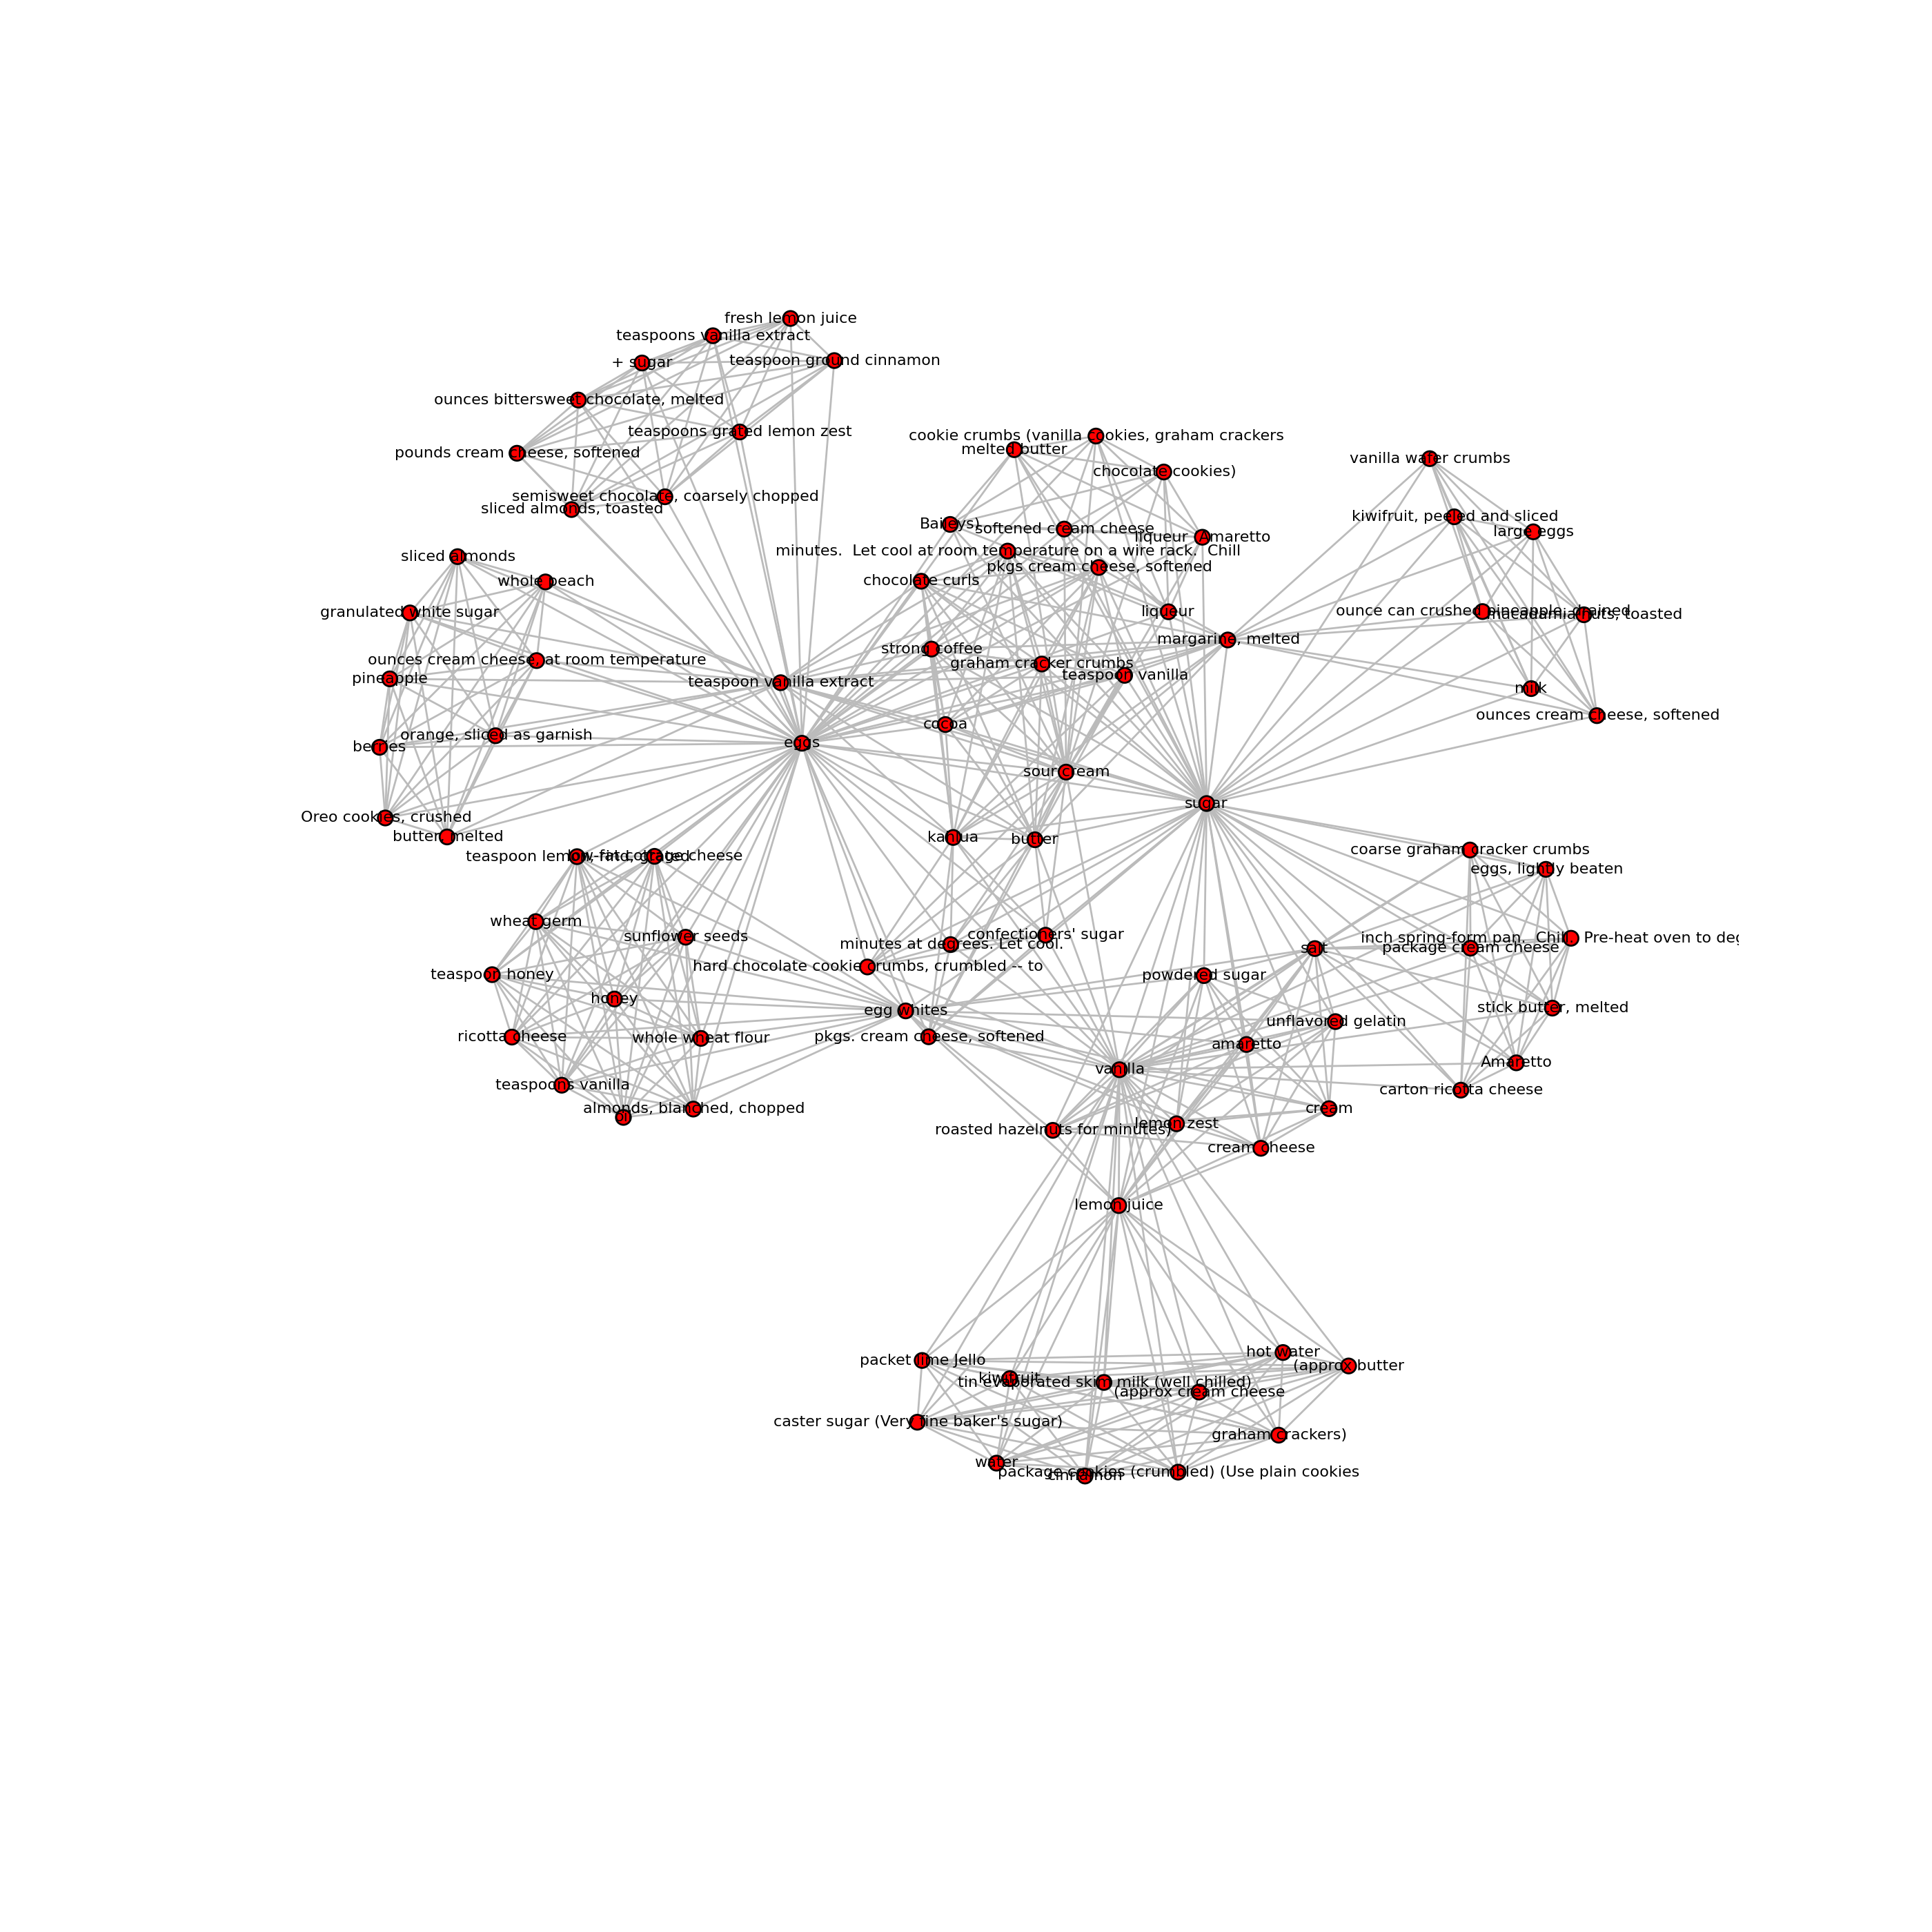 fresh lemon juice
teaspoons vanilla extract
+ sugar
teaspoon ground cinnamon
ounces bittersweet chocolate, melted
teaspoons grated lemon zest
cookie crumbs (vanilla cookies, graham crackers
melted butter
pounds cream cheese, softened
vanilla wafer crumbs
chocolate cookies)
semisweet chocolate, coarsely chopped
sliced almonds, toasted
kiwifruit, peeled and sliced
Baileys)
softened cream cheese
large eggs
liqueur (Amaretto
minutes.  Let cool at room temperature on a wire rack.  Chill
sliced almonds
pkgs cream cheese, softened
whole peach
chocolate curls
granulated white sugar
liqueur
ounce can crushed pineapple, drained
macadamia nuts, toasted
margarine, melted
strong coffee
ounces cream cheese, at room temperature
graham cracker crumbs
teaspoon vanilla
pineapple
teaspoon vanilla extract
milk
ounces cream cheese, softened
cocoa
orange, sliced as garnish
berries
eggs
sour cream
sugar
Oreo cookies, crushed
butter, melted
kahlua
butter
coarse graham cracker crumbs
teaspoon lemon, rind, grated
low-fat cottage cheese
eggs, lightly beaten
wheat germ
sunflower seeds
confectioners' sugar
minutes at degrees. Let cool.
inch spring-form pan.  Chill. Pre-heat oven to deg
salt
package cream cheese
hard chocolate cookie crumbs, crumbled -- to
teaspoon honey
powdered sugar
honey
stick butter, melted
egg whites
unflavored gelatin
ricotta cheese
whole wheat flour
pkgs. cream cheese, softened
amaretto
Amaretto
vanilla
teaspoons vanilla
carton ricotta cheese
almonds, blanched, chopped
cream
oil
lemon zest
roasted hazelnuts for minutes)
cream cheese
lemon juice
hot water
packet lime Jello
(approx butter
kiwifruit
tin evaporated skim milk (well chilled)
(approx cream cheese
caster sugar (Very fine baker's sugar)
graham crackers)
water
package cookies (crumbled) (Use plain cookies
cinnamon